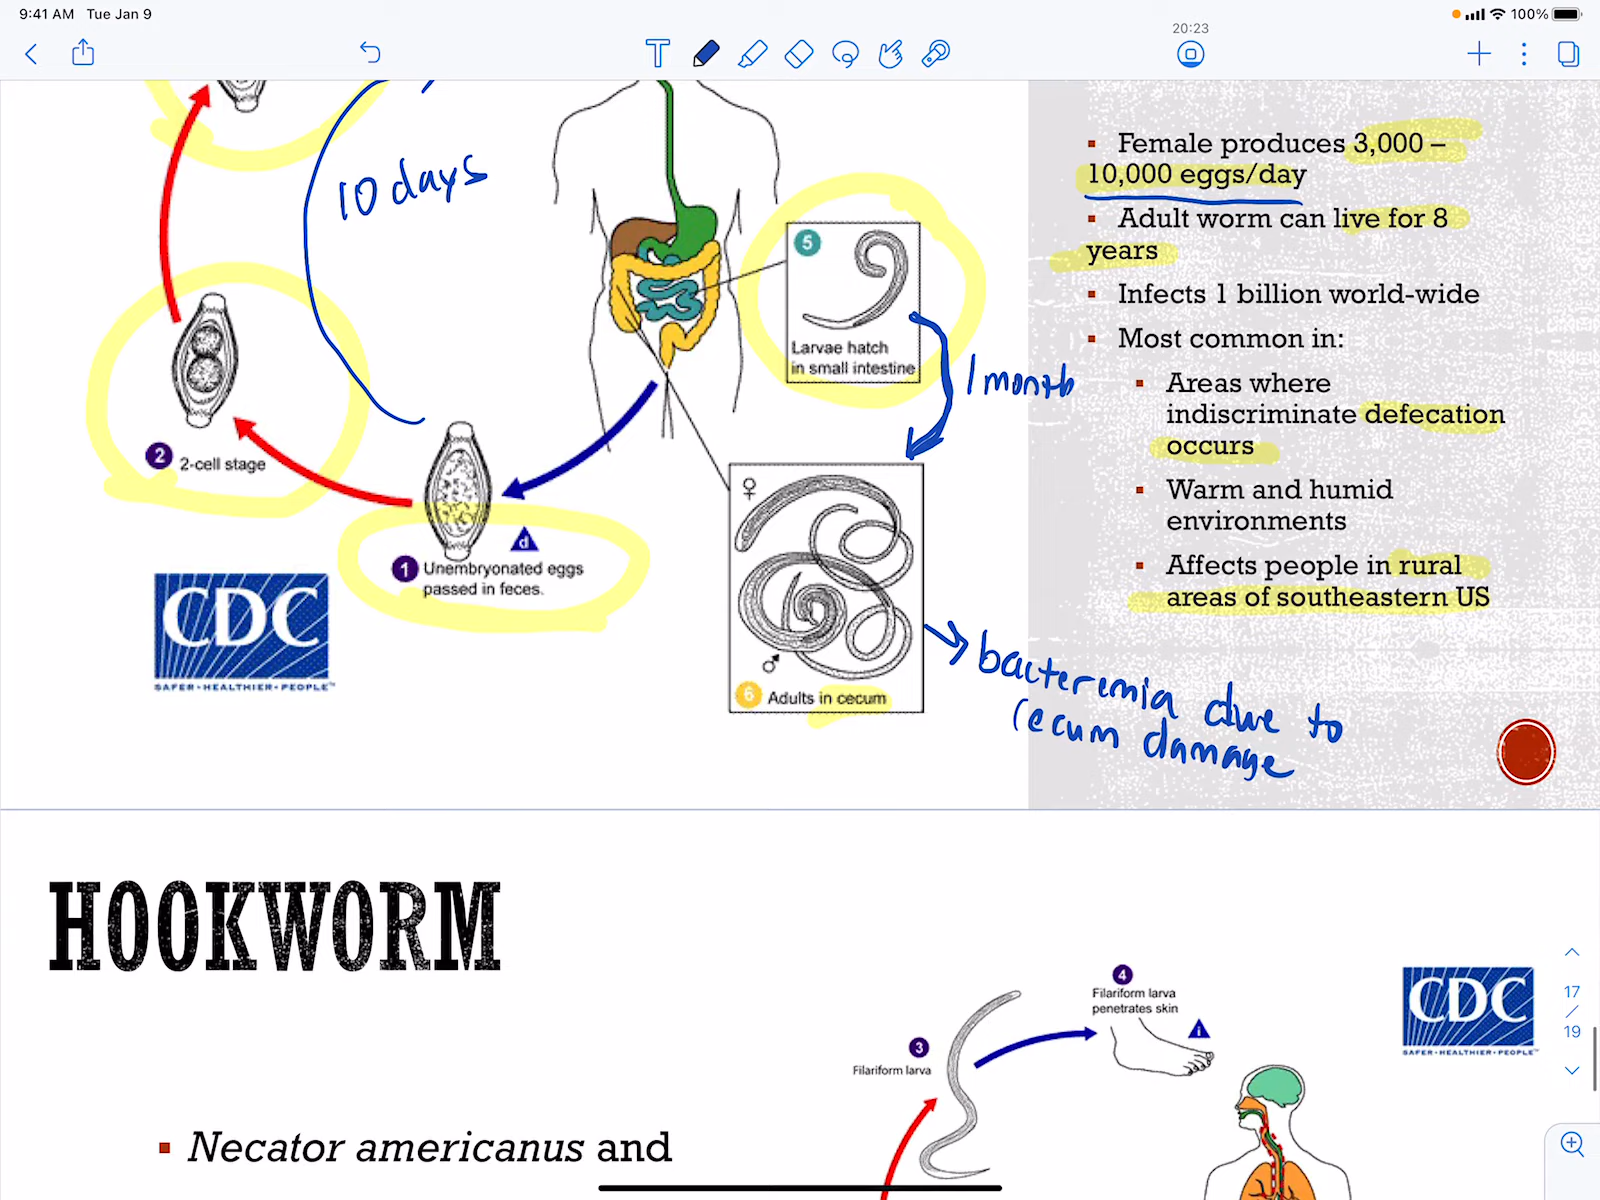 9:41 AM Tue Jan 9
100%
20:23
10 days
5
Larvae hatch
in small intestine
1 month
2
2-cell stage
d
1
Unembryonated eggs
passed in feces.
CDC
SAFER • HEALTHIER • PEOPLE™
♀
♂
6
Adults in cecum
bacteremia due to
cecum damage
▪ Female produces 3,000 –
10,000 eggs/day
▪ Adult worm can live for 8
years
▪ Infects 1 billion world-wide
▪ Most common in:
▪ Areas where
indiscriminate defecation
occurs
▪ Warm and humid
environments
▪ Affects people in rural
areas of southeastern US
HOOKWORM
▪ Necator americanus and
3
Filariform larva
4
Filariform larva
penetrates skin
i
CDC
SAFER • HEALTHIER • PEOPLE™
17
/
19